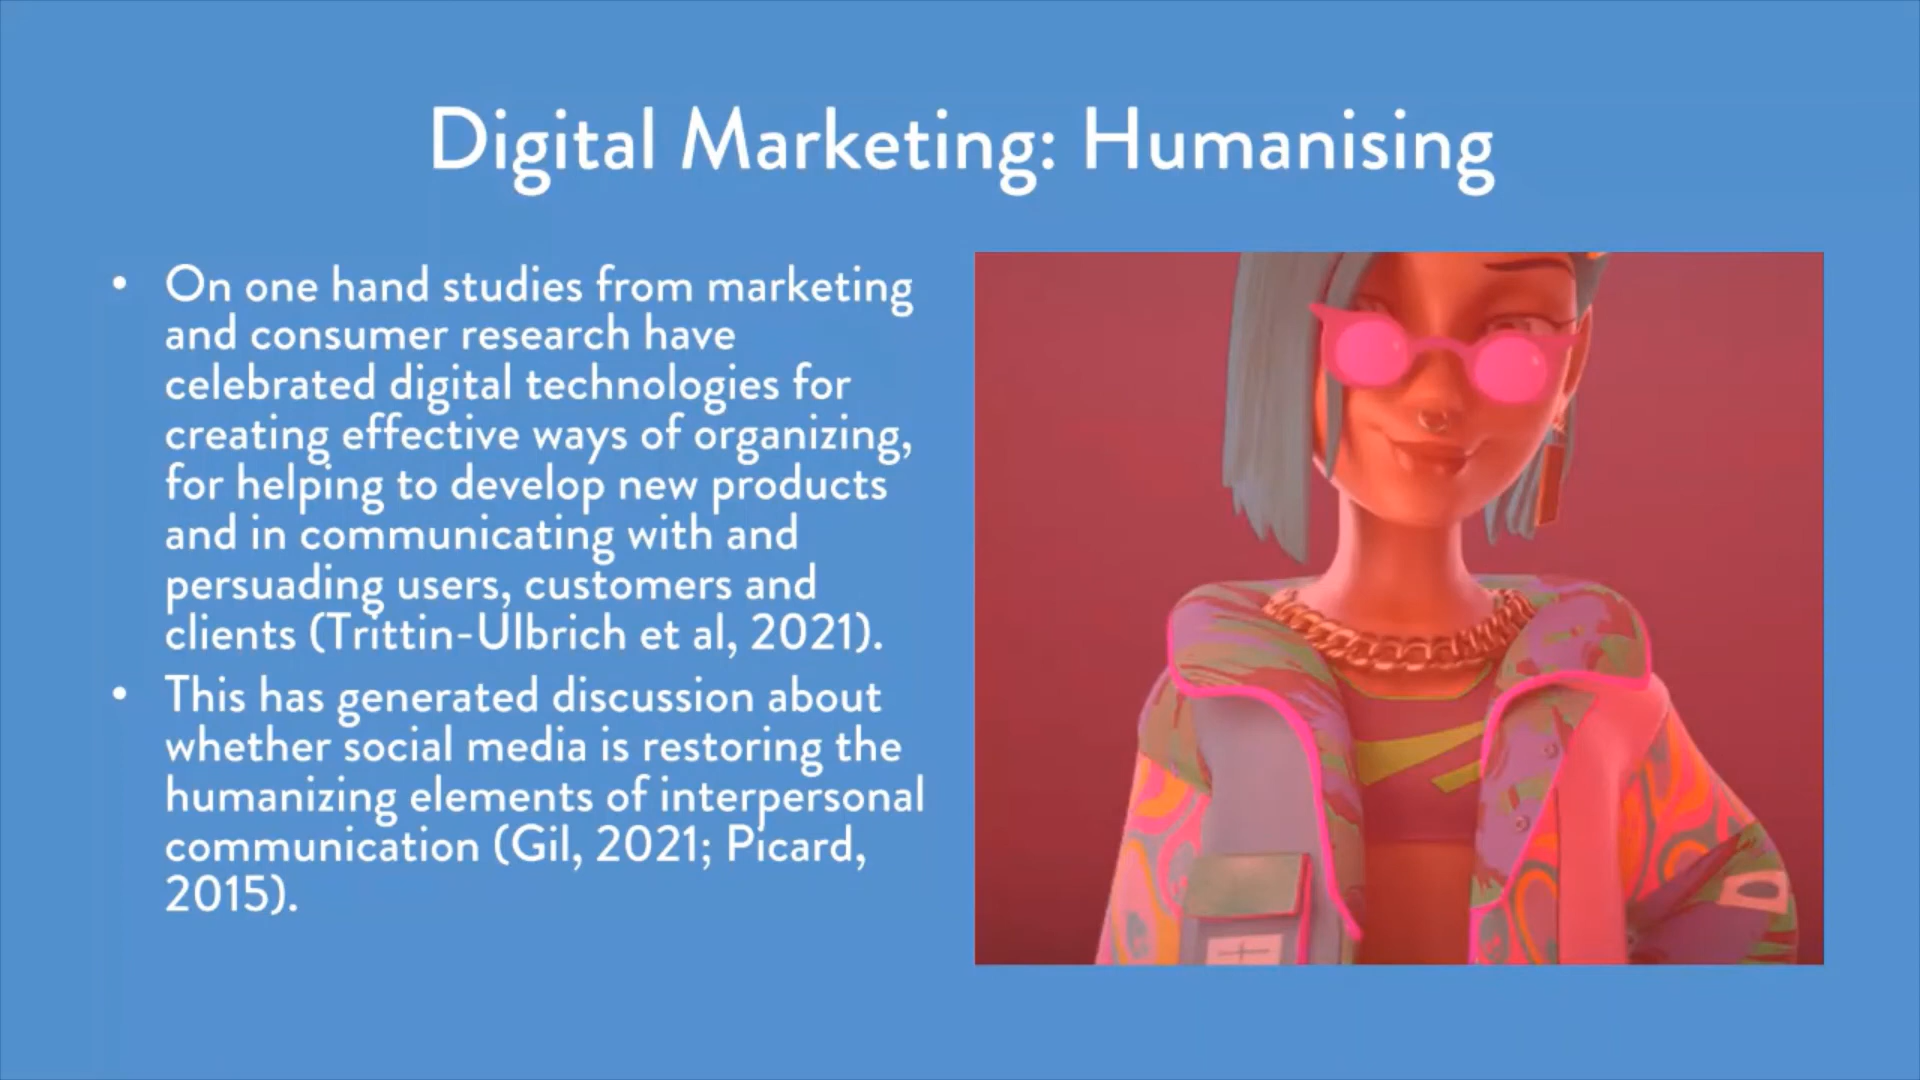 Digital Marketing: Humanising
• On one hand studies from marketing
and consumer research have
celebrated digital technologies for
creating effective ways of organizing,
for helping to develop new products
and in communicating with and
persuading users, customers and
clients (Trittin-Ulbrich et al, 2021).
• This has generated discussion about
whether social media is restoring the
humanizing elements of interpersonal
communication (Gil, 2021; Picard,
2015).